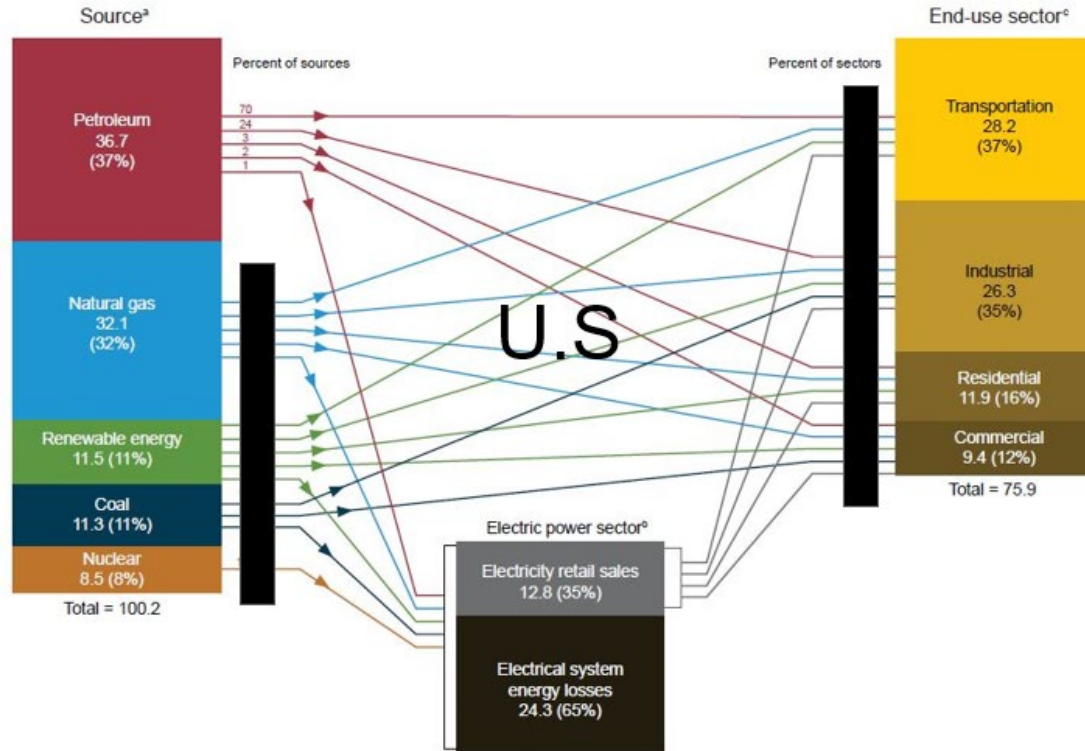 Sourceᵃ
End-use sectorᶜ
Percent of sources
Percent of sectors
Petroleum
36.7
(37%)
70
24
3
2
1
Transportation
28.2
(37%)
Natural gas
32.1
(32%)
U.S
Industrial
26.3
(35%)
Renewable energy
11.5 (11%)
Residential
11.9 (16%)
Coal
11.3 (11%)
Commercial
9.4 (12%)
Total = 75.9
Nuclear
8.5 (8%)
Total = 100.2
Electric power sectorᵇ
Electricity retail sales
12.8 (35%)
Electrical system
energy losses
24.3 (65%)